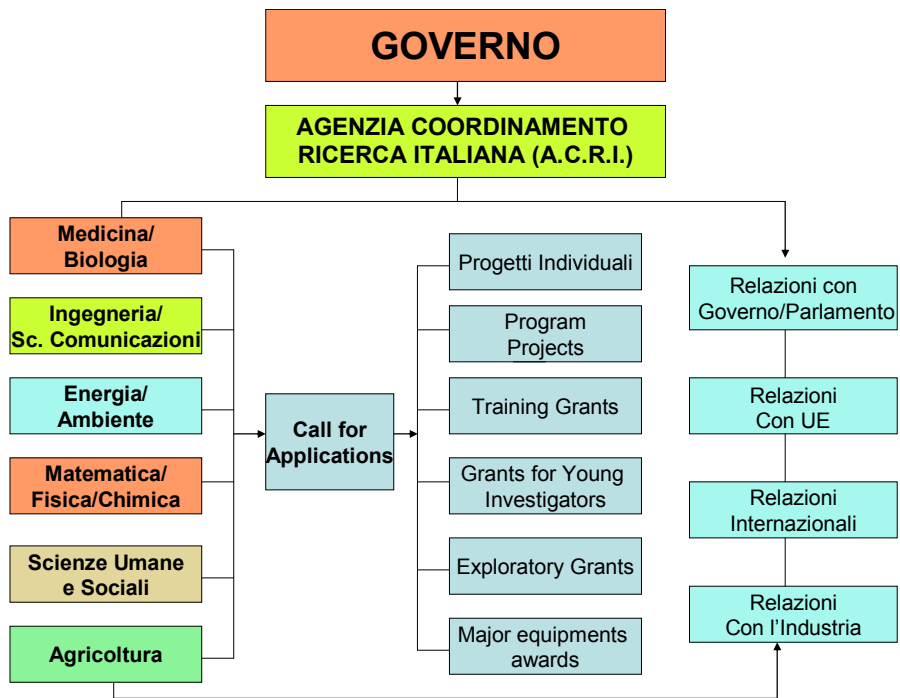 GOVERNO
AGENZIA COORDINAMENTO
RICERCA ITALIANA (A.C.R.I.)
Medicina/
Biologia
Ingegneria/
Sc. Comunicazioni
Energia/
Ambiente
Matematica/
Fisica/Chimica
Scienze Umane
e Sociali
Agricoltura
Call for
Applications
Progetti Individuali
Program
Projects
Training Grants
Grants for Young
Investigators
Exploratory Grants
Major equipments
awards
Relazioni con
Governo/Parlamento
Relazioni
Con UE
Relazioni
Internazionali
Relazioni
Con l'Industria